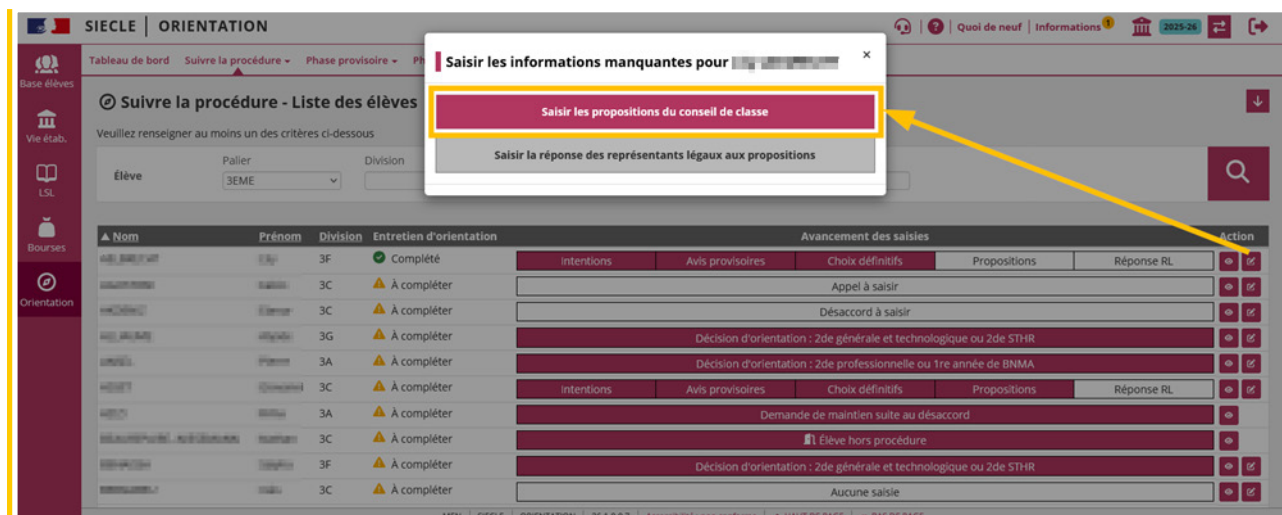 SIECLE | ORIENTATION
Quoi de neuf | Informations 1 2025-26
Tableau de bord Suivre la procédure Phase provisoire
Saisir les informations manquantes pour ×
Saisir les propositions du conseil de classe
Saisir la réponse des représentants légaux aux propositions
Base élèves
Vie étab.
LSL
Bourses
Orientation
Suivre la procédure - Liste des élèves
Veuillez renseigner au moins un des critères ci-dessous
Élève Palier Division
3EME
▲ Nom Prénom Division Entretien d'orientation Avancement des saisies Action
3F Complété Intentions Avis provisoires Choix définitifs Propositions Réponse RL
3C À compléter Appel à saisir
3C À compléter Désaccord à saisir
3G À compléter Décision d'orientation : 2de générale et technologique ou 2de STHR
3A À compléter Décision d'orientation : 2de professionnelle ou 1re année de BNMA
3C À compléter Intentions Avis provisoires Choix définitifs Propositions Réponse RL
3A À compléter Demande de maintien suite au désaccord
3C À compléter Élève hors procédure
3F À compléter Décision d'orientation : 2de générale et technologique ou 2de STHR
3C À compléter Aucune saisie